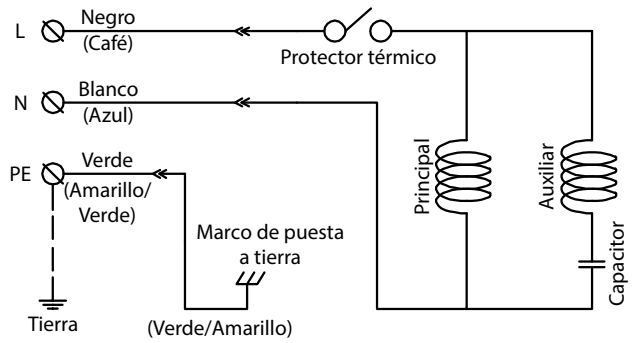 L
Negro
(Café)
Protector térmico
N
Blanco
(Azul)
PE
Verde
(Amarillo/
Verde)
Marco de puesta
a tierra
Principal
Auxiliar
Capacitor
Tierra
(Verde/Amarillo)